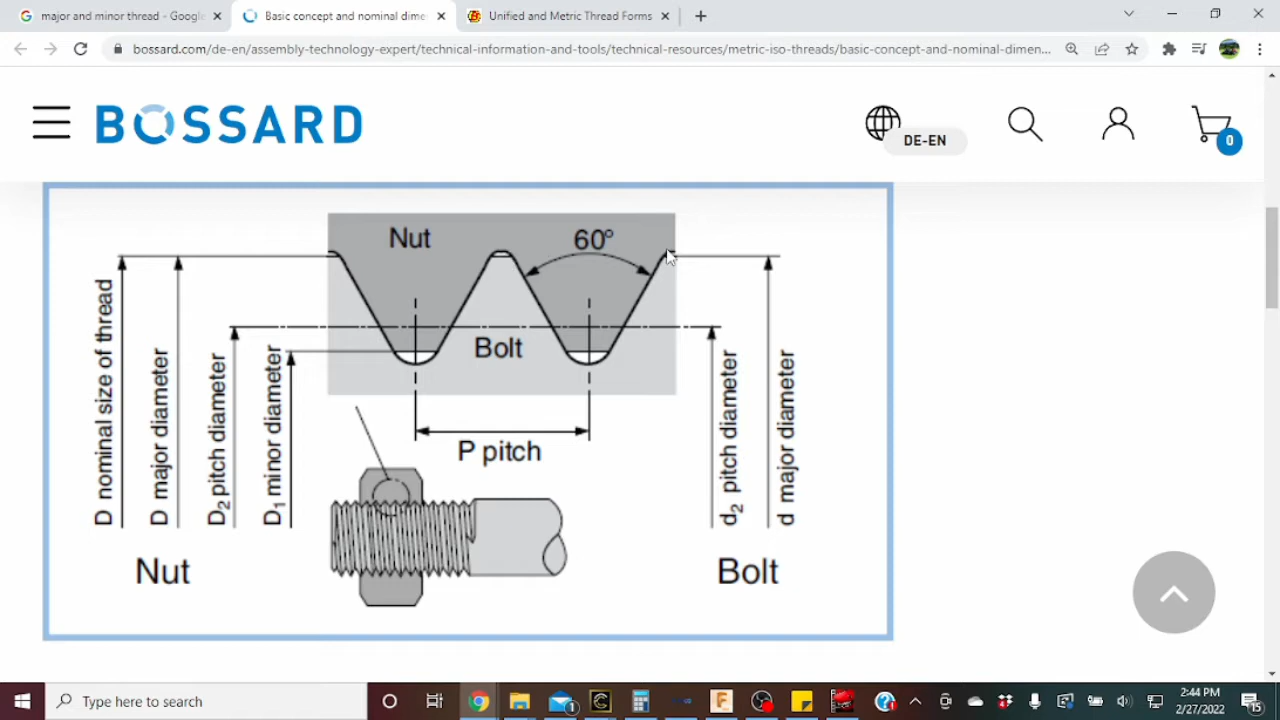 major and minor thread - Google
Basic concept and nominal dime
Unified and Metric Thread Forms
bossard.com/de-en/assembly-technology-expert/technical-information-and-tools/technical-resources/metric-iso-threads/basic-concept-and-nominal-dimen...
BOSSARD
DE-EN
0
Nut
60°
Bolt
P pitch
D nominal size of thread
D major diameter
D₂ pitch diameter
D₁ minor diameter
d₂ pitch diameter
d major diameter
Nut
Bolt
Type here to search
1
2:44 PM
2/27/2022
15